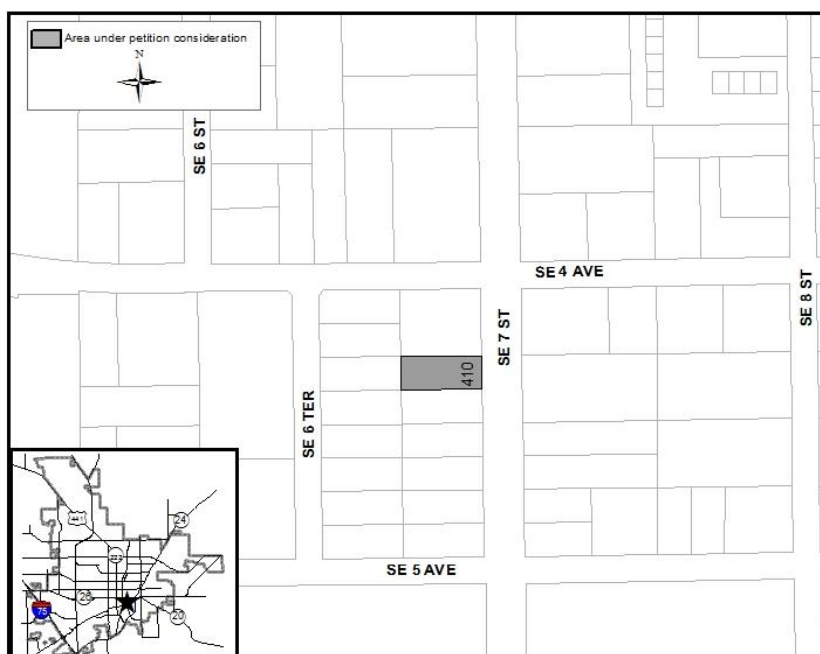 Area under petition consideration
N
SE 6 ST
SE 4 AVE
SE 8 ST
SE 7 ST
410
SE 6 TER
SE 5 AVE
441
24
222
26
75
20